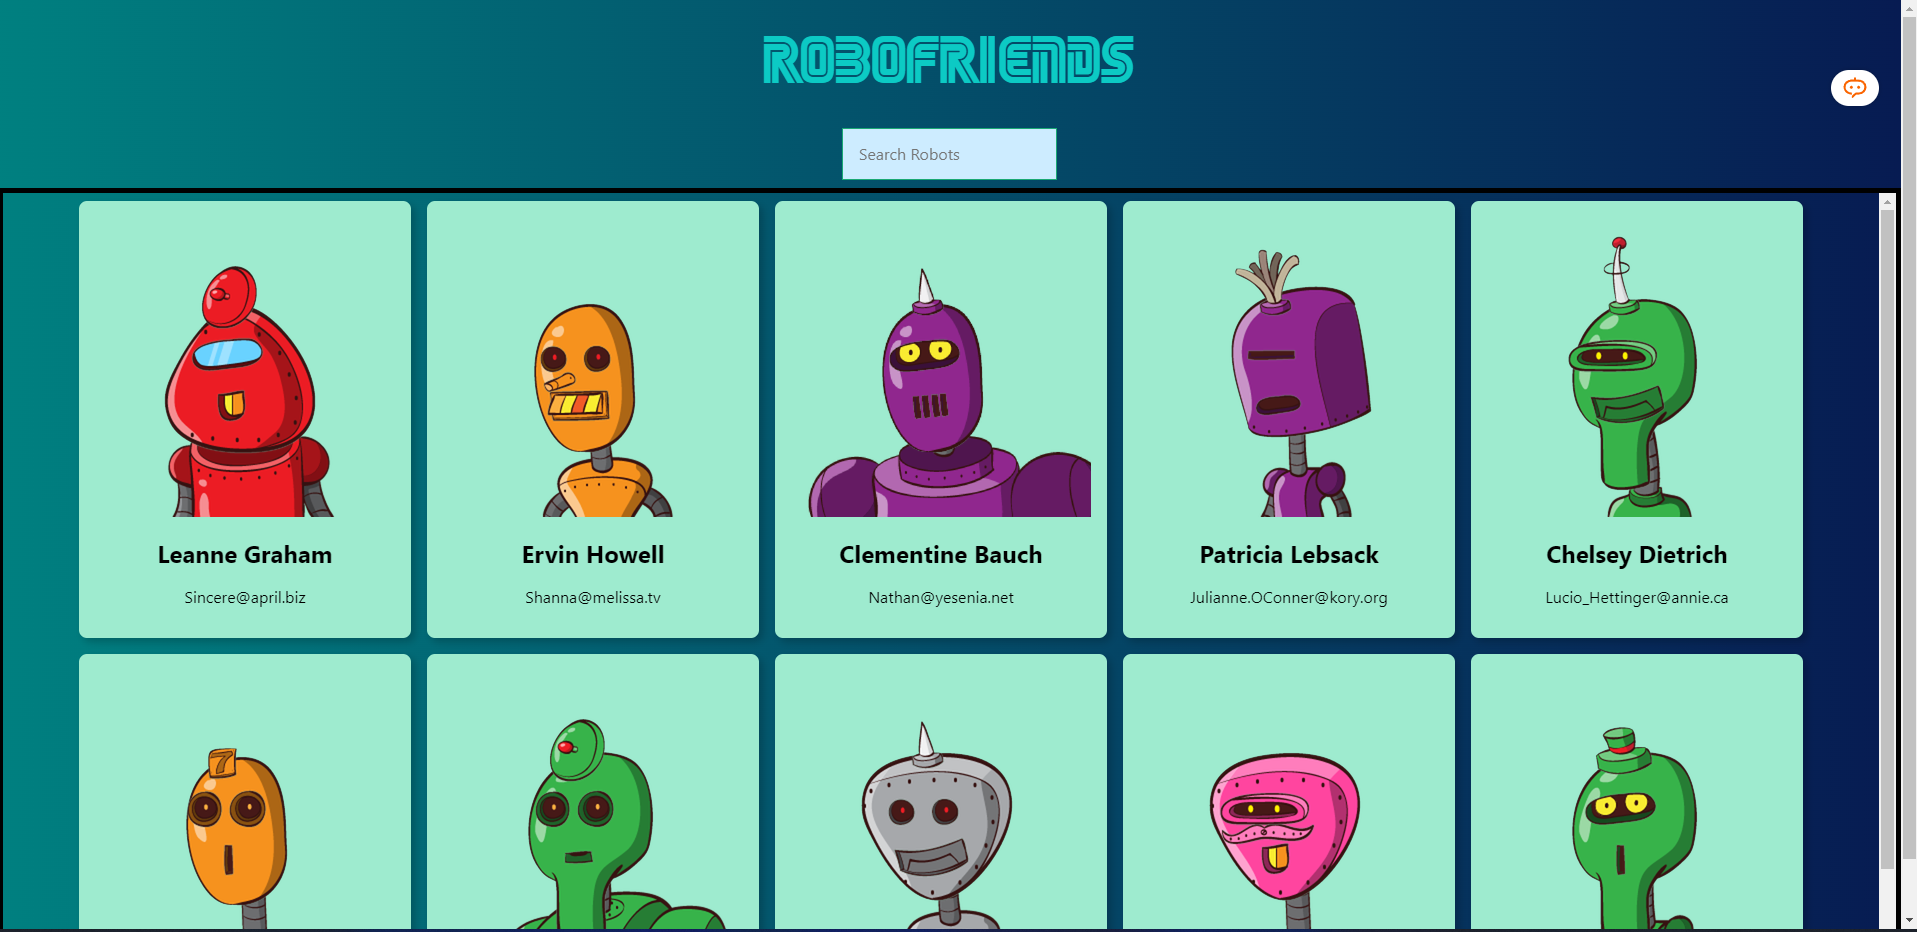 ROBOFRIENDS
Search Robots
Leanne Graham
Sincere@april.biz
Ervin Howell
Shanna@melissa.tv
Clementine Bauch
Nathan@yesenia.net
Patricia Lebsack
Julianne.OConner@kory.org
Chelsey Dietrich
Lucio_Hettinger@annie.ca
7